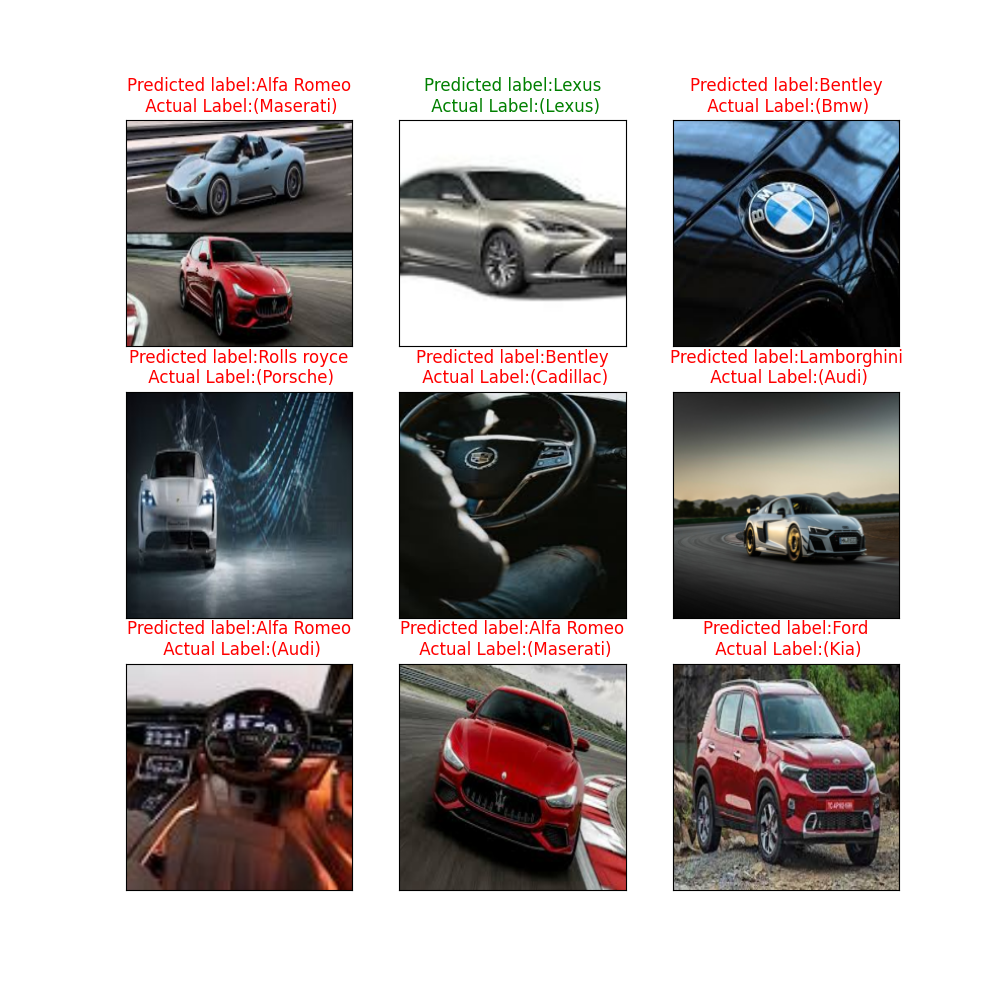 Predicted label:Alfa Romeo
Actual Label:(Maserati)
Predicted label:Lexus
Actual Label:(Lexus)
Predicted label:Bentley
Actual Label:(Bmw)
BMW
Predicted label:Rolls royce
Actual Label:(Porsche)
Predicted label:Bentley
Actual Label:(Cadillac)
Predicted label:Lamborghini
Actual Label:(Audi)
Predicted label:Alfa Romeo
Actual Label:(Audi)
Predicted label:Alfa Romeo
Actual Label:(Maserati)
Predicted label:Ford
Actual Label:(Kia)